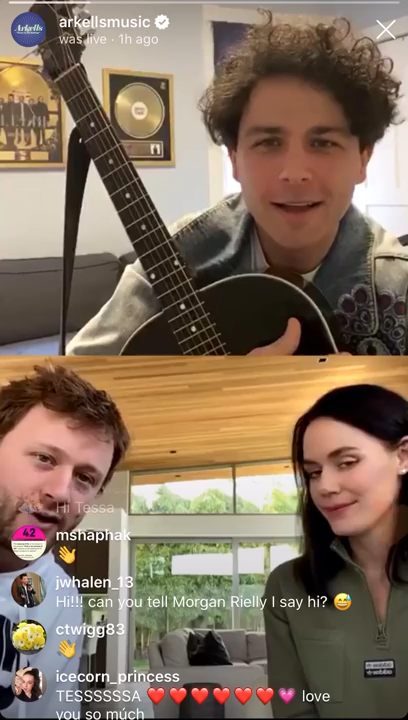 Arkells
arkellsmusic
was live · 1h ago
Hi Tessa
42
mshaphak
👋
jwhalen_13
Hi!!! can you tell Morgan Rielly I say hi? 😅
ctwigg83
👋
icecorn_princess
TESSSSSSA ❤️❤️❤️❤️❤️❤️💗 love
you so múch